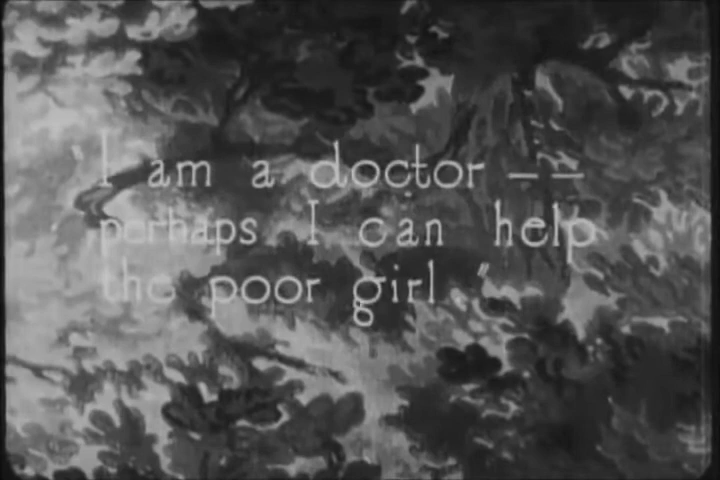 "I am a doctor — —
perhaps I can help
the poor girl"